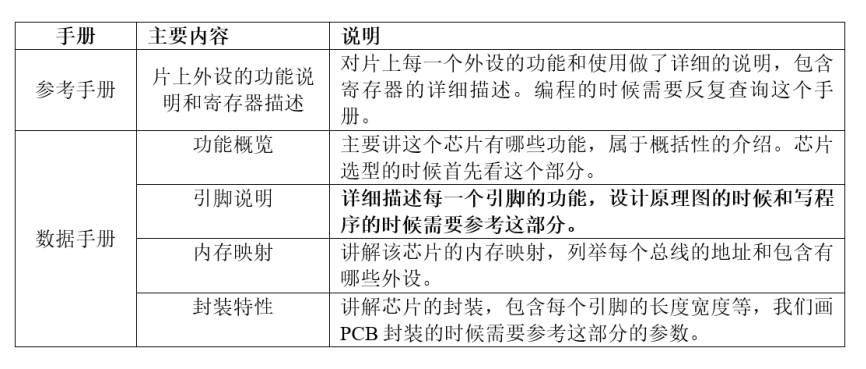 手册 主要内容 说明
参考手册 片上外设的功能说明和寄存器描述 对片上每一个外设的功能和使用做了详细的说明，包含
寄存器的详细描述。编程的时候需要反复查询这个手
册。
数据手册 功能概览 主要讲这个芯片有哪些功能，属于概括性的介绍。芯片
选型的时候首先看这个部分。
引脚说明 详细描述每一个引脚的功能，设计原理图的时候和写程
序的时候需要参考这部分。
内存映射 讲解该芯片的内存映射，列举每个总线的地址和包含有
哪些外设。
封装特性 讲解芯片的封装，包含每个引脚的长度宽度等，我们画
PCB 封装的时候需要参考这部分的参数。